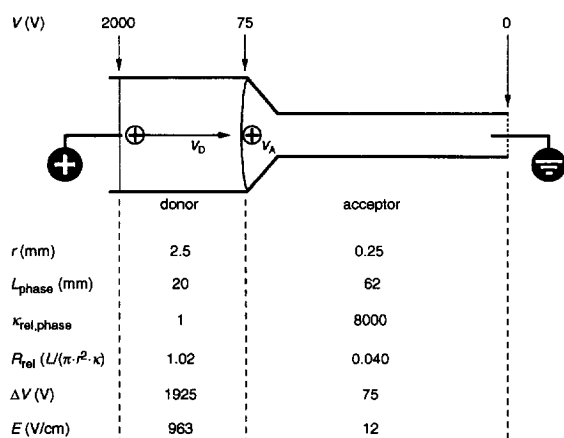 V (V) 2000 75 0
+ + v_D + v_A
donor acceptor
r (mm) 2.5 0.25
L_phase (mm) 20 62
κ_rel,phase 1 8000
R_rel (L/(π·r²·κ) 1.02 0.040
ΔV (V) 1925 75
E (V/cm) 963 12